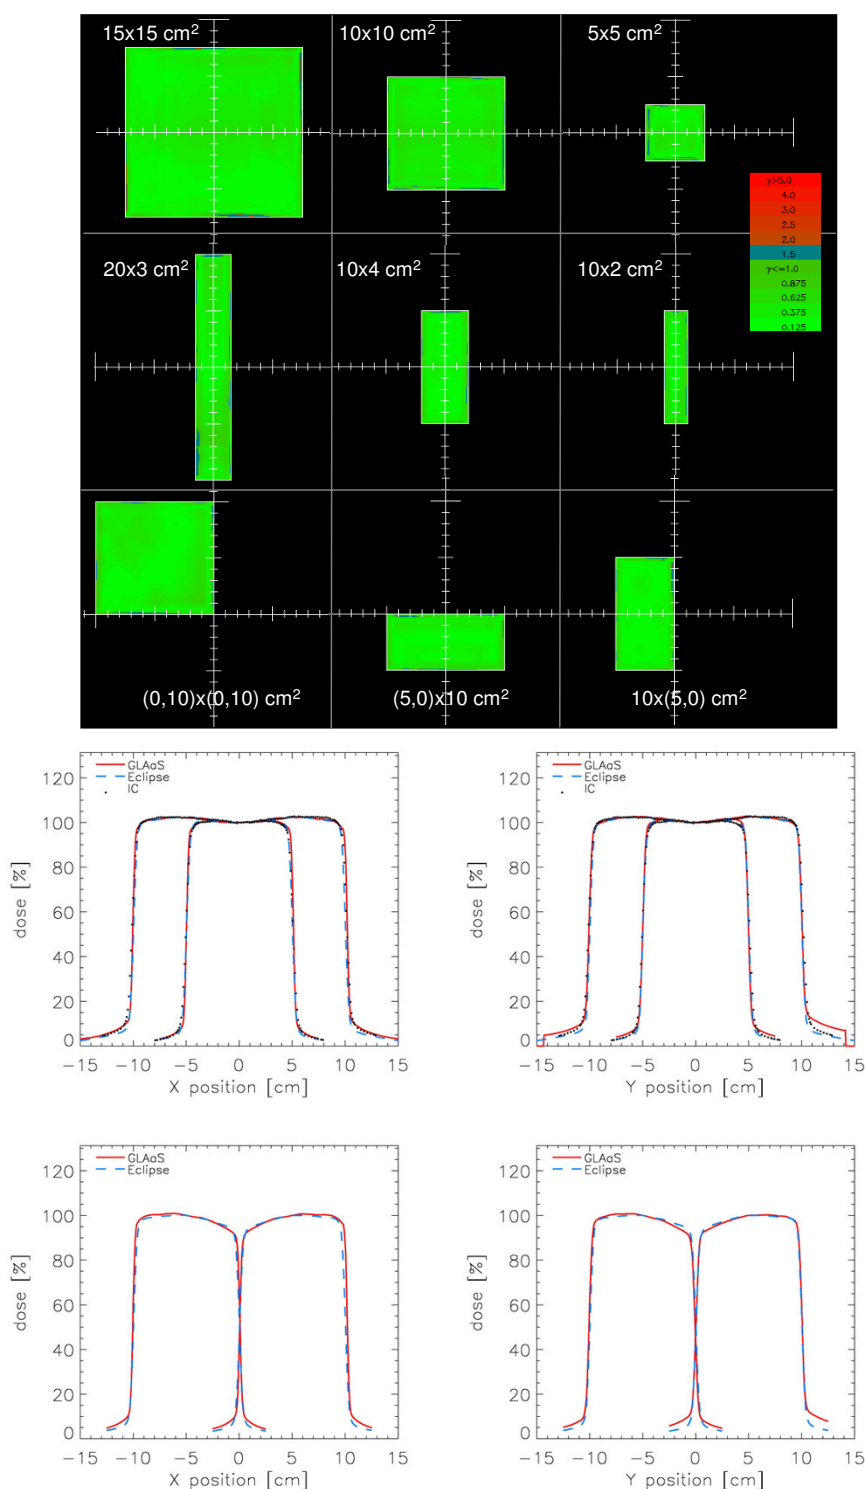 15x15 cm²
10x10 cm²
5x5 cm²
γ>5.0
4.0
3.0
2.5
2.0
1.5
γ<=1.0
0.875
0.625
0.375
0.125
20x3 cm²
10x4 cm²
10x2 cm²
(0,10)x(0,10) cm²
(5,0)x10 cm²
10x(5,0) cm²
GLAaS
Eclipse
IC
120
100
80
60
40
20
0
dose [%]
−15 −10 −5 0 5 10 15
X position [cm]
GLAaS
Eclipse
IC
120
100
80
60
40
20
0
dose [%]
−15 −10 −5 0 5 10 15
Y position [cm]
GLAaS
Eclipse
120
100
80
60
40
20
0
dose [%]
−15 −10 −5 0 5 10 15
X position [cm]
GLAaS
Eclipse
120
100
80
60
40
20
0
dose [%]
−15 −10 −5 0 5 10 15
Y position [cm]